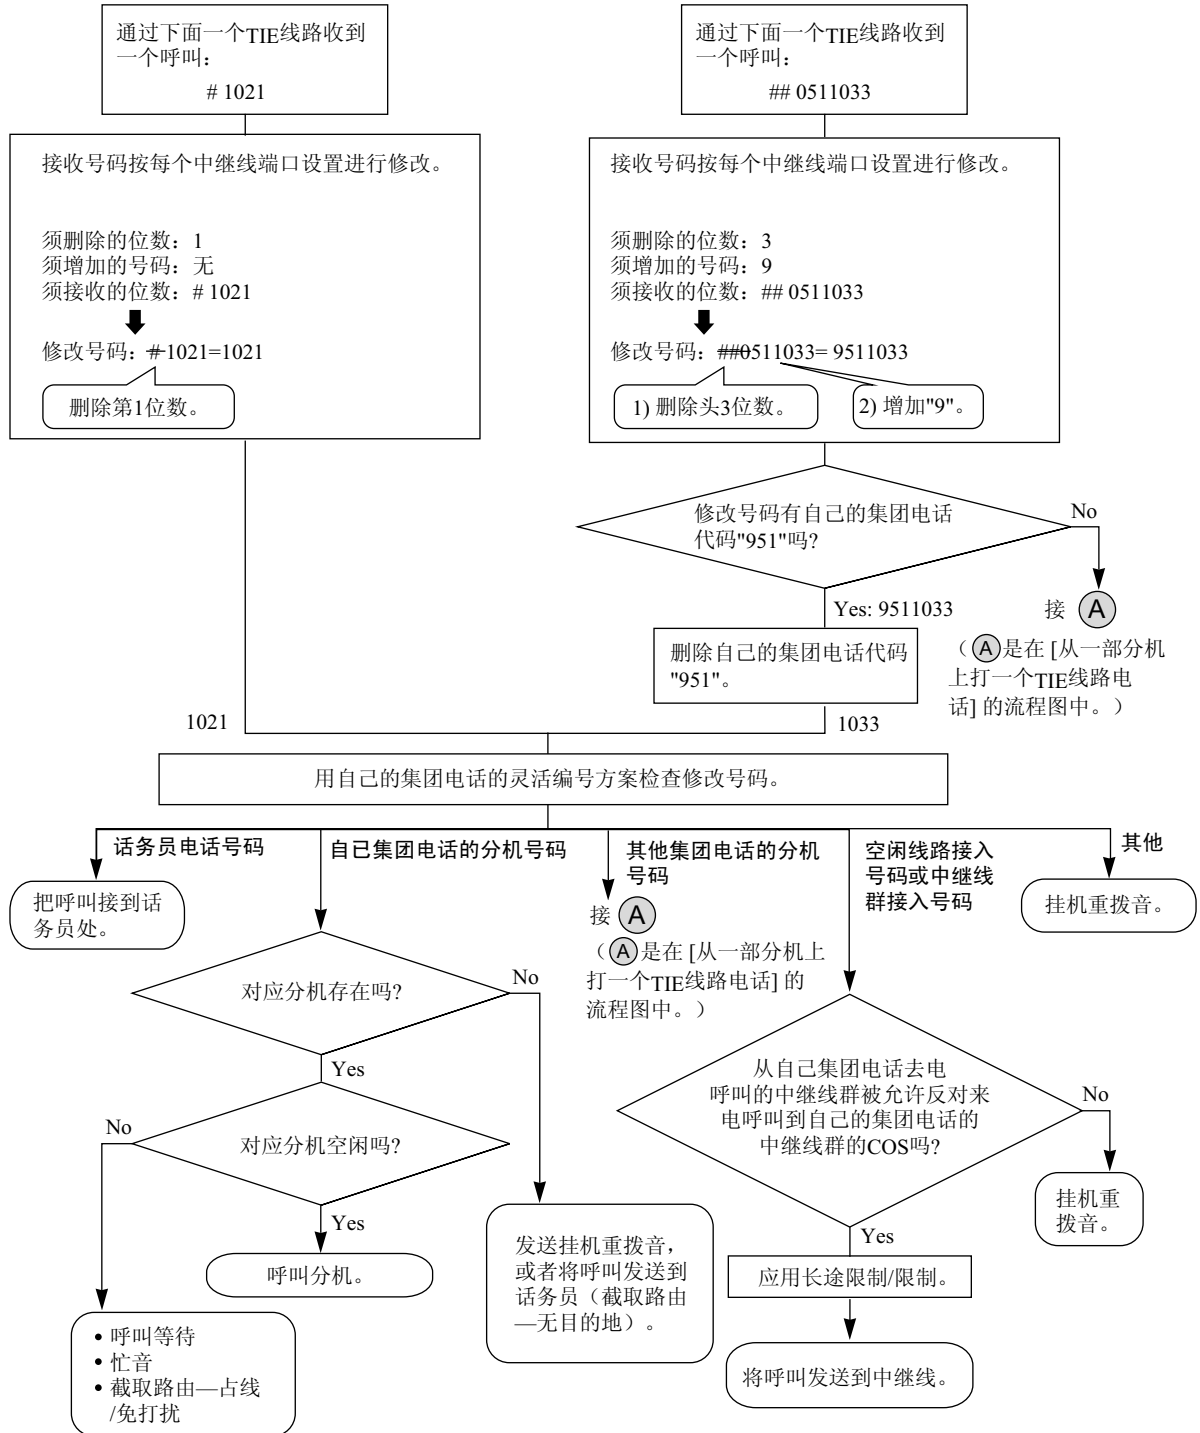 通过下面一个TIE线路收到
一个呼叫：
# 1021
接收号码按每个中继线端口设置进行修改。
须删除的位数：1
须增加的号码：无
须接收的位数：# 1021
修改号码：# 1021=1021
删除第1位数。
通过下面一个TIE线路收到
一个呼叫：
## 0511033
接收号码按每个中继线端口设置进行修改。
须删除的位数：3
须增加的号码：9
须接收的位数：## 0511033
修改号码：##0511033= 9511033
1) 删除头3位数。
2) 增加"9"。
修改号码有自己的集团电话
代码"951"吗?
No
接 A
（A是在 [从一部分机
上打一个TIE线路电
话] 的流程图中。）
Yes: 9511033
删除自己的集团电话代码
"951"。
1021
1033
用自己的集团电话的灵活编号方案检查修改号码。
话务员电话号码
把呼叫接到话
务员处。
自已集团电话的分机号码
其他集团电话的分机
号码
接 A
（A是在 [从一部分机上
打一个TIE线路电话] 的
流程图中。）
空闲线路接入
号码或中继线
群接入号码
其他
挂机重拨音。
对应分机存在吗?
No
Yes
对应分机空闲吗?
No
Yes
呼叫分机。
• 呼叫等待
• 忙音
• 截取路由—占线
/免打扰
发送挂机重拨音，
或者将呼叫发送到
话务员（截取路由
—无目的地）。
从自己集团电话去电
呼叫的中继线群被允许反对来
电呼叫到自己的集团电话的
中继线群的COS吗?
No
挂机重
拨音。
Yes
应用长途限制/限制。
将呼叫发送到中继线。